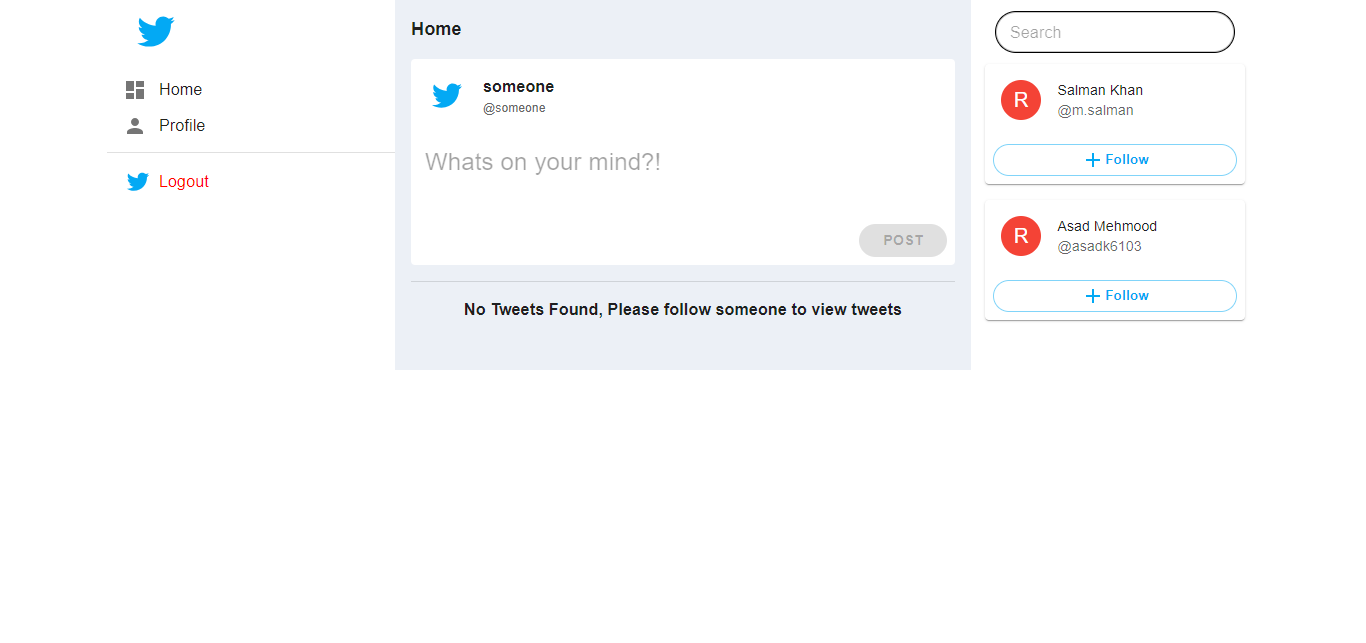 Home
Profile
Logout
Home
someone
@someone
Whats on your mind?!
POST
No Tweets Found, Please follow someone to view tweets
Search
R
Salman Khan
@m.salman
Follow
R
Asad Mehmood
@asadk6103
Follow